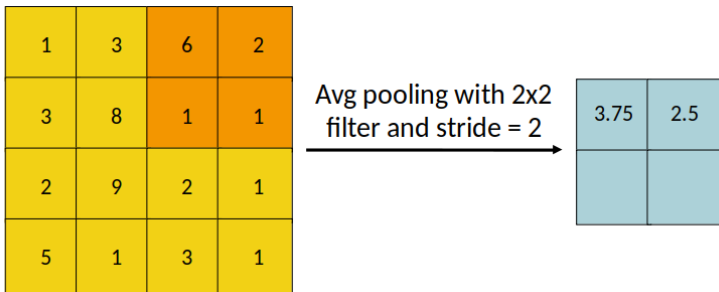 1 3 6 2
Avg pooling with 2x2
filter and stride = 2
3 8 1 1
3.75 2.5
2 9 2 1
5 1 3 1